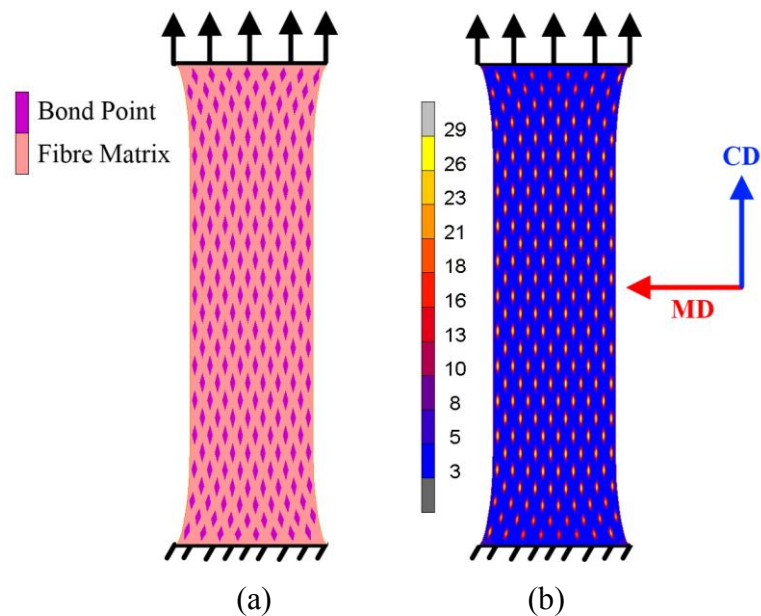 Bond Point
Fibre Matrix
29
26
23
21
18
16
13
10
8
5
3
CD
MD
(a)
(b)